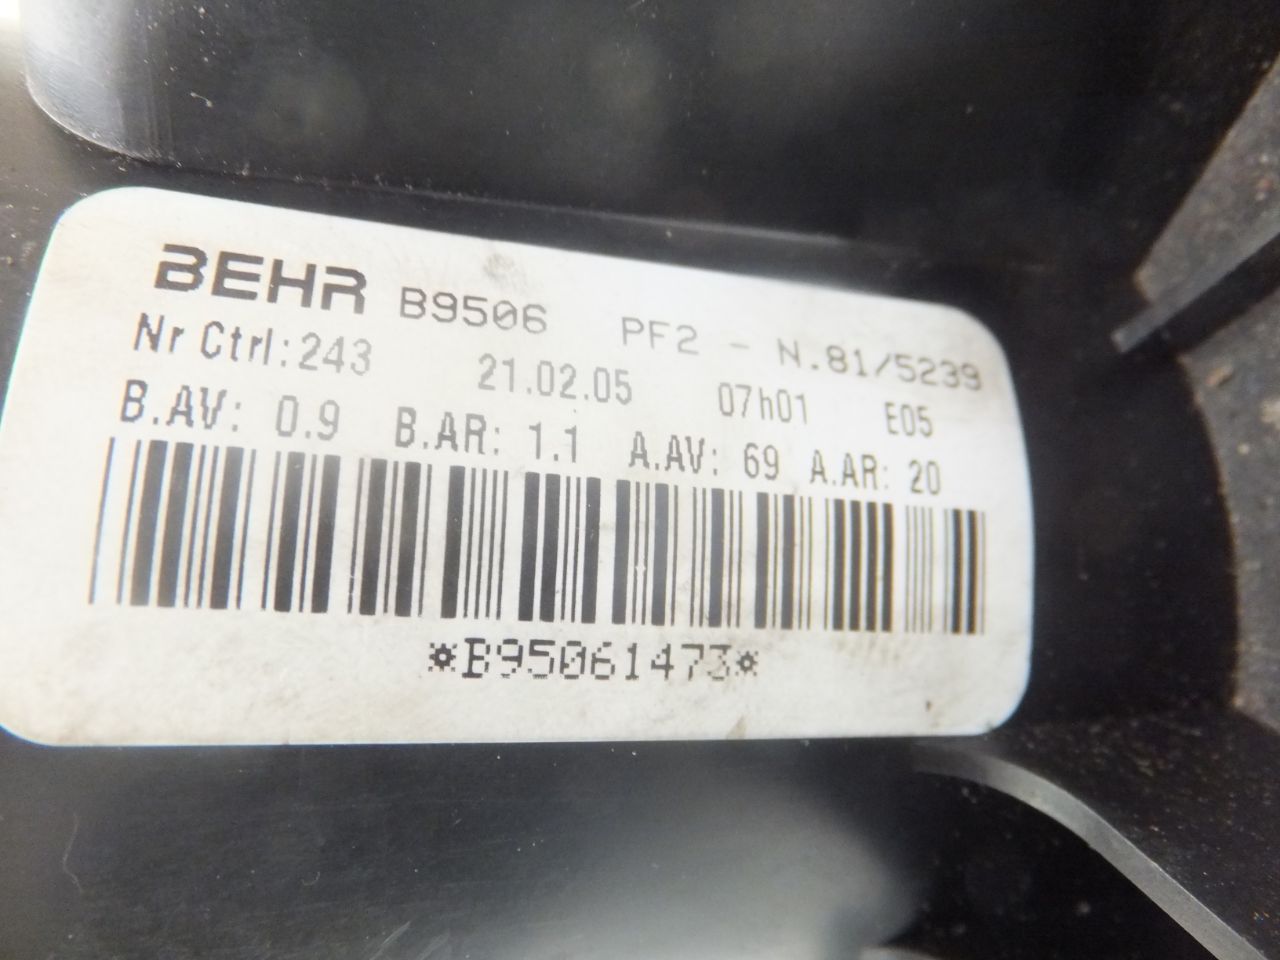 BEHR B9506 PF2 - N.81/5239
Nr Ctrl:243 21.02.05 07h01 E05
B.AV: 0.9 B.AR: 1.1 A.AV: 69 A.AR: 20
*B95061473*